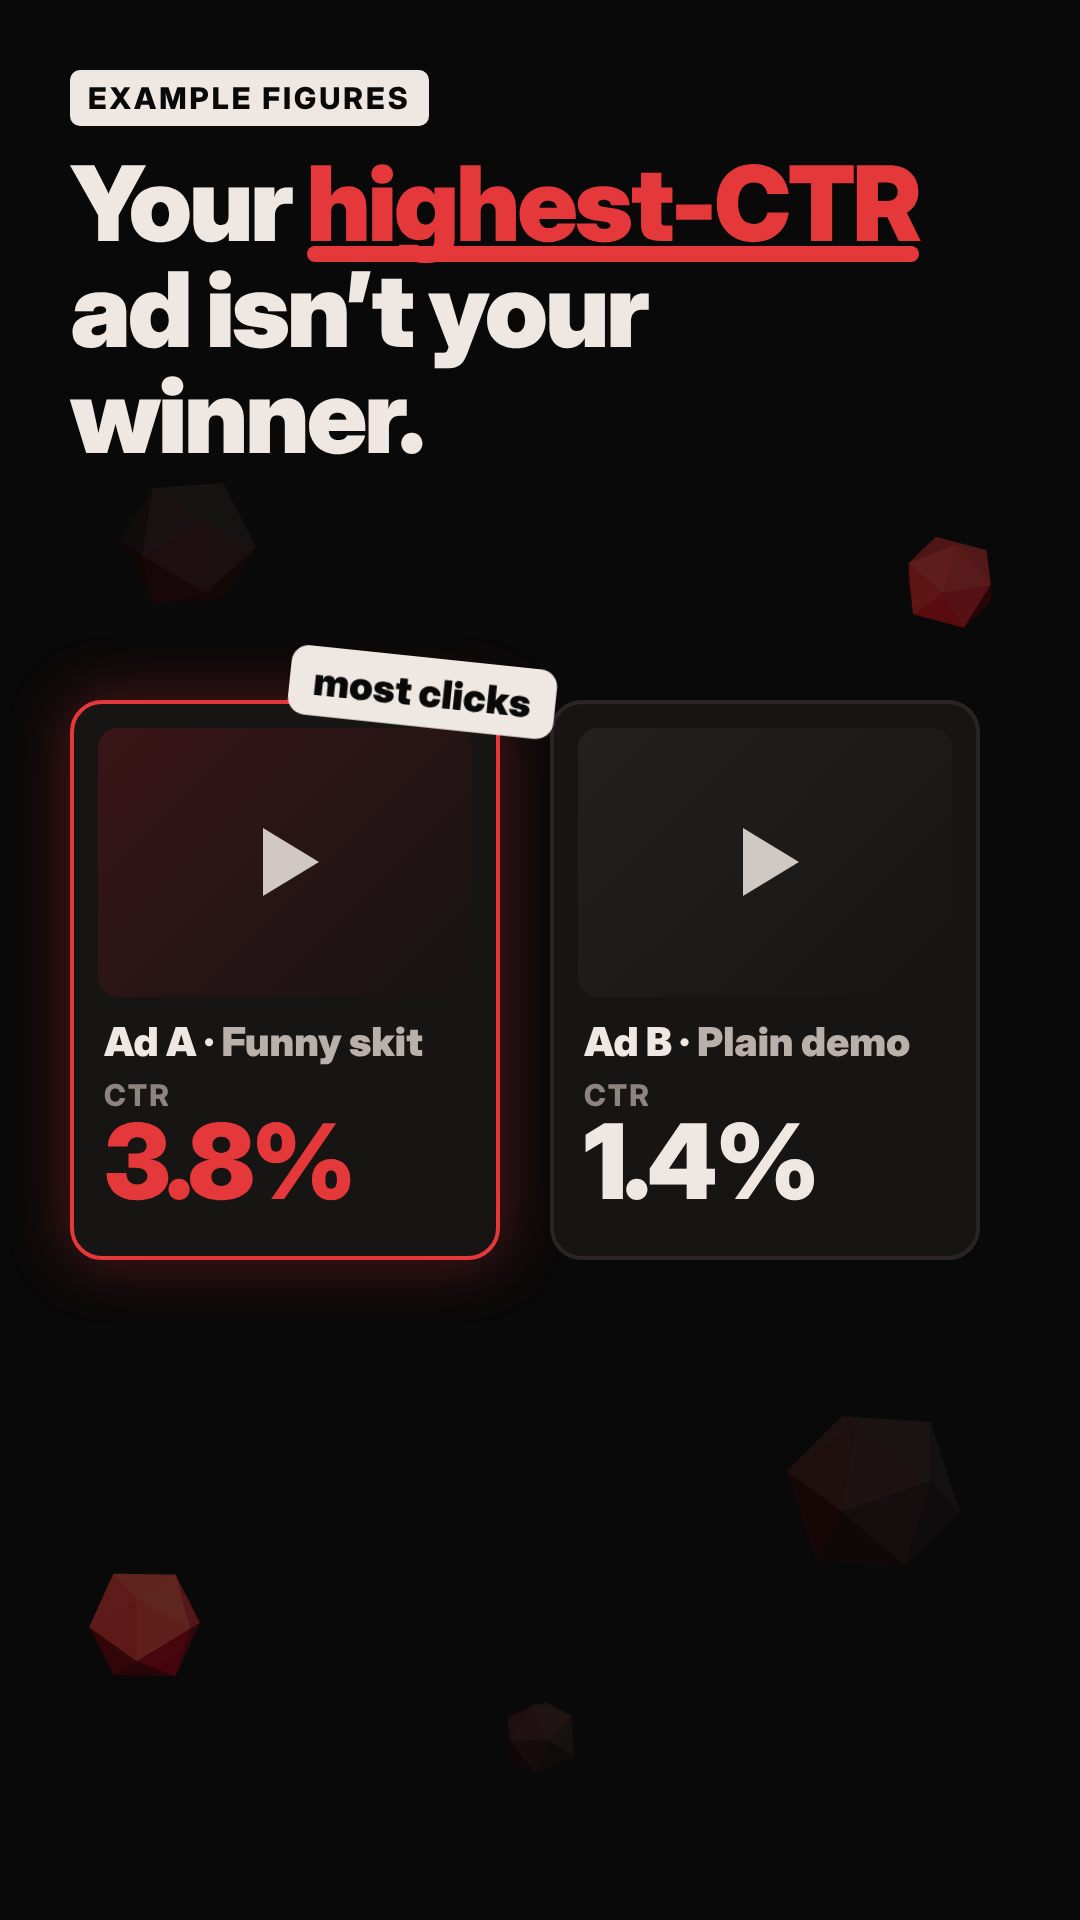 EXAMPLE FIGURES
Your highest-CTR
ad isn’t your
winner.
most clicks
Ad A · Funny skit
CTR
3.8%
Ad B · Plain demo
CTR
1.4%